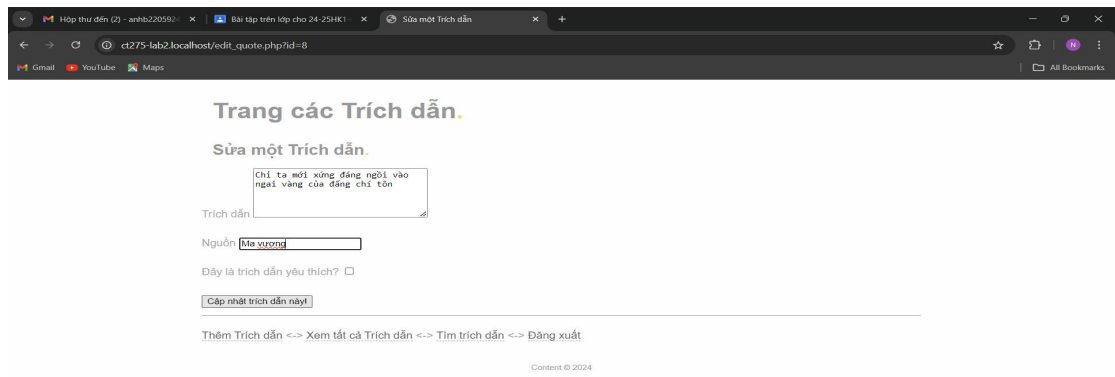 Hộp thư đến (2) - anhb220592
Bài tập trên lớp cho 24-25HK1
Sửa một Trích dẫn
ct275-lab2.localhost/edit_quote.php?id=8
N
Gmail YouTube Maps
All Bookmarks
Trang các Trích dẫn.
Sửa một Trích dẫn.
Chỉ ta mới xứng đáng ngồi vào
ngai vàng của đấng chí tôn
Trích dẫn
Nguồn Ma vương
Đây là trích dẫn yêu thích?
Cập nhật trích dẫn này!
Thêm Trích dẫn <-> Xem tất cả Trích dẫn <-> Tìm trích dẫn <-> Đăng xuất
Content © 2024